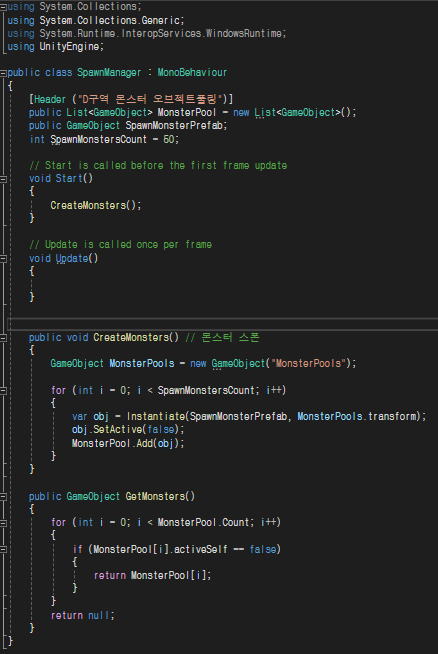 using System.Collections;
using System.Collections.Generic;
using System.Runtime.InteropServices.WindowsRuntime;
using UnityEngine;
public class SpawnManager : MonoBehaviour
{
[Header ("D구역 몬스터 오브젝트풀링")]
public List<GameObject> MonsterPool = new List<GameObject>();
public GameObject SpawnMonsterPrefab;
int SpawnMonstersCount = 60;
// Start is called before the first frame update
void Start()
{
CreateMonsters();
}
// Update is called once per frame
void Update()
{
}
public void CreateMonsters() // 몬스터 스폰
{
GameObject MonsterPools = new GameObject("MonsterPools");
for (int i = 0; i < SpawnMonstersCount; i++)
{
var obj = Instantiate(SpawnMonsterPrefab, MonsterPools.transform);
obj.SetActive(false);
MonsterPool.Add(obj);
}
}
public GameObject GetMonsters()
{
for (int i = 0; i < MonsterPool.Count; i++)
{
if (MonsterPool[i].activeSelf == false)
{
return MonsterPool[i];
}
}
return null;
}
}